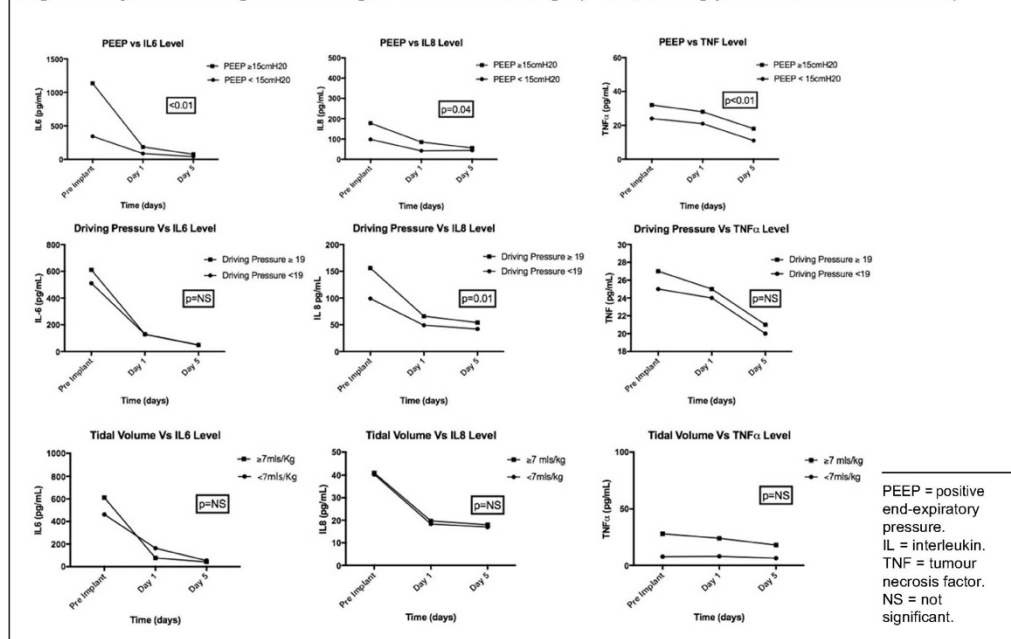 PEEP vs IL6 Level
1500
1000
500
0
IL6 (pg/mL)
PEEP ≥15cmH20
PEEP < 15cmH20
<0.01
Pre Implant
Day 1
Day 5
Time (days)
PEEP vs IL8 Level
500
400
300
200
100
0
IL8 (pg/mL)
PEEP ≥15cmH20
PEEP < 15cmH20
p=0.04
Pre Implant
Day 1
Day 5
Time (days)
PEEP vs TNF Level
60
40
20
0
TNFα (pg/mL)
PEEP ≥15cmH20
PEEP < 15cmH20
p<0.01
Pre Implant
Day 1
Day 5
Time (days)
Driving Pressure Vs IL6 Level
800
600
400
200
0
IL-6 (pg/mL)
Driving Pressure ≥ 19
Driving Pressure <19
p=NS
Pre Implant
Day 1
Day 5
Time (days)
Driving Pressure Vs IL8 Level
200
150
100
50
0
IL 8 pg/mL)
Driving Pressure ≥ 19
Driving Pressure <19
p=0.01
Pre Implant
Day 1
Day 5
Time (days)
Driving Pressure Vs TNFα Level
30
28
26
24
22
20
18
TNF (pg/mL)
Driving Pressure ≥ 19
Driving Pressure <19
p=NS
Pre Implant
Day 1
Day 5
Time (days)
Tidal Volume Vs IL6 Level
1000
800
600
400
200
0
IL6 (pg/mL)
≥7mls/Kg
<7mls/Kg
p=NS
Pre Implant
Day 1
Day 5
Time (days)
Tidal Volume Vs IL8 Level
50
40
30
20
10
0
IL8 (pg/mL)
≥7 mls/kg
<7mls/kg
p=NS
Pre Implant
Day 1
Day 5
Time (days)
Tidal Volume Vs TNFα Level
100
50
0
TNFα (pg/mL)
≥7 mls/kg
<7mls/kg
p=NS
Pre Implant
Day 1
Day 5
Time (days)
PEEP = positive
end-expiratory
pressure.
IL = interleukin.
TNF = tumour
necrosis factor.
NS = not
significant.